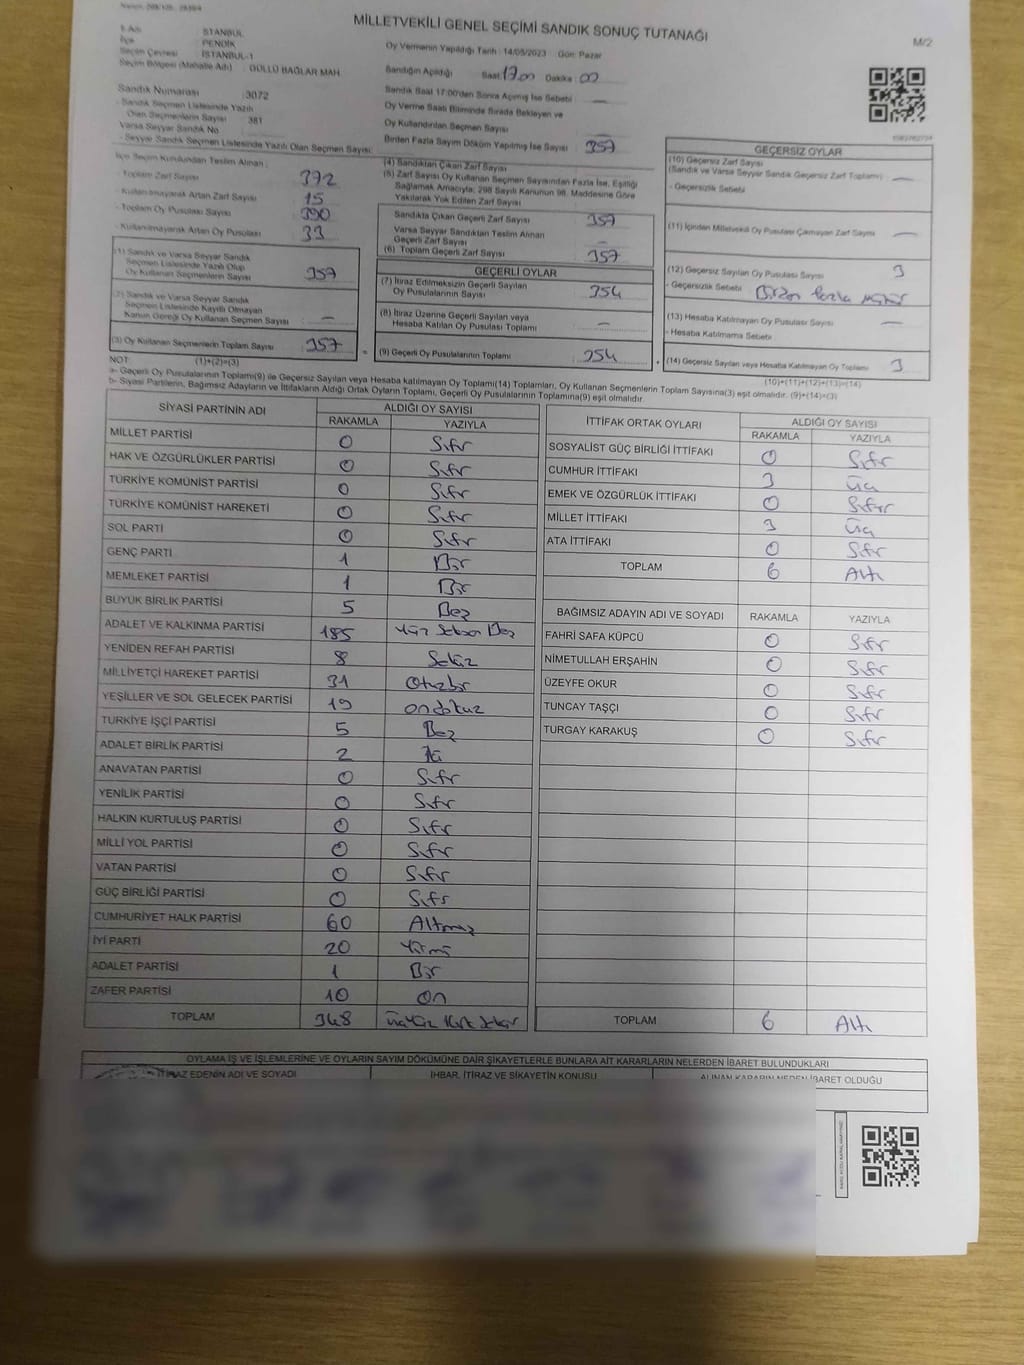 MİLLETVEKİLİ GENEL SEÇİMİ SANDIK SONUÇ TUTANAĞI
M/2
İSTANBUL
İlçe : PENDİK
Seçim Çevresi : İSTANBUL-1
Seçim Bölgesi (Mahalle Adı) : GÜLLÜ BAĞLAR MAH.
Sandık Numarası : 3072
- Sandık Seçmen Listesinde Yazılı Olan Seçmenlerin Sayısı : 381
Varsa Seyyar Sandık No
- Seyyar Sandık Seçmen Listesinde Yazılı Olan Seçmen Sayısı:
Oy Vermenin Yapıldığı Tarih : 14/05/2023 Gün: Pazar
Sandığın Açıldığı Saat: 17.00 Dakika: 00
Sandık Saat 17:00'den Sonra Açılmış İse Sebebi : —
Oy Verme Saati Bitiminde Sırada Bekleyen ve
Oy Kullandırılan Seçmen Sayısı
Birden Fazla Sayım Döküm Yapılmış İse Sayısı : —
İlçe Seçim Kurulundan Teslim Alınan :
- Toplam Zarf Sayısı 372
- Kullanılmayarak Artan Zarf Sayısı 15
- Toplam Oy Pusulası Sayısı 390
- Kullanılmayarak Artan Oy Pusulası 33
(1) Sandık ve Varsa Seyyar Sandık
Seçmen Listesinde Yazılı Olup
Oy Kullanan Seçmenlerin Sayısı 357
(2) Sandık ve Varsa Seyyar Sandık
Seçmen Listesinde Kayıtlı Olmayan
Kanun Gereği Oy Kullanan Seçmen Sayısı —
(3) Oy Kullanan Seçmenlerin Toplam Sayısı 357
(4) Sandıktan Çıkan Zarf Sayısı 357
(5) Zarf Sayısı Oy Kullanan Seçmen Sayısından Fazla İse, Eşitliği
Sağlamak Amacıyla; 298 Sayılı Kanunun 98. Maddesine Göre
Yakılarak Yok Edilen Zarf Sayısı
Sandıkta Çıkan Geçerli Zarf Sayısı 357
Varsa Seyyar Sandıktan Teslim Alınan
Geçerli Zarf Sayısı —
(6) Toplam Geçerli Zarf Sayısı 357
GEÇERLİ OYLAR
(7) İtiraz Edilmeksizin Geçerli Sayılan
Oy Pusulalarının Sayısı 354
(8) İtiraz Üzerine Geçerli Sayılan veya
Hesaba Katılan Oy Pusulası Toplamı —
(9) Geçerli Oy Pusulalarının Toplamı 354
GEÇERSİZ OYLAR
(10) Geçersiz Zarf Sayısı
(Sandık ve Varsa Seyyar Sandık Geçersiz Zarf Toplamı) —
- Geçersizlik Sebebi
(11) İçinden Milletvekili Oy Pusulası Çıkmayan Zarf Sayısı —
(12) Geçersiz Sayılan Oy Pusulası Sayısı 3
- Geçersizlik Sebebi Birden fazla mühür
(13) Hesaba Katılmayan Oy Pusulası Sayısı —
- Hesaba Katılmama Sebebi
(14) Geçersiz Sayılan veya Hesaba Katılmayan Oy Toplamı 3
NOT: (1)+(2)=(3)
(10)+(11)+(12)+(13)=(14)
a- Geçerli Oy Pusulalarının Toplamı(9) ile Geçersiz Sayılan veya Hesaba katılmayan Oy Toplamı(14) Toplamları, Oy Kullanan Seçmenlerin Toplam Sayısına(3) eşit olmalıdır. (9)+(14)=(3)
b- Siyasi Partilerin, Bağımsız Adayların ve İttifakların Aldığı Ortak Oyların Toplamı, Geçerli Oy Pusulalarının Toplamına(9) eşit olmalıdır.
SİYASİ PARTİNİN ADI ALDIĞI OY SAYISI
RAKAMLA YAZIYLA
MİLLET PARTİSİ 0 Sıfır
HAK VE ÖZGÜRLÜKLER PARTİSİ 0 Sıfır
TÜRKİYE KOMÜNİST PARTİSİ 0 Sıfır
TÜRKİYE KOMÜNİST HAREKETİ 0 Sıfır
SOL PARTİ 0 Sıfır
GENÇ PARTİ 1 Bir
MEMLEKET PARTİSİ 1 Bir
BÜYÜK BİRLİK PARTİSİ 5 Beş
ADALET VE KALKINMA PARTİSİ 185 Yüz Seksen Beş
YENİDEN REFAH PARTİSİ 8 Sekiz
MİLLİYETÇİ HAREKET PARTİSİ 31 Otuzbir
YEŞİLLER VE SOL GELECEK PARTİSİ 19 ondokuz
TÜRKİYE İŞÇİ PARTİSİ 5 Beş
ADALET BİRLİK PARTİSİ 2 İki
ANAVATAN PARTİSİ 0 Sıfır
YENİLİK PARTİSİ 0 Sıfır
HALKIN KURTULUŞ PARTİSİ 0 Sıfır
MİLLİ YOL PARTİSİ 0 Sıfır
VATAN PARTİSİ 0 Sıfır
GÜÇ BİRLİĞİ PARTİSİ 0 Sıfır
CUMHURİYET HALK PARTİSİ 60 Altmış
İYİ PARTİ 20 Yirmi
ADALET PARTİSİ 1 Bir
ZAFER PARTİSİ 10 on
TOPLAM 348 üçYüz Kırk Sekiz
İTTİFAK ORTAK OYLARI ALDIĞI OY SAYISI
RAKAMLA YAZIYLA
SOSYALİST GÜÇ BİRLİĞİ İTTİFAKI 0 Sıfır
CUMHUR İTTİFAKI 3 üç
EMEK VE ÖZGÜRLÜK İTTİFAKI 0 Sıfır
MİLLET İTTİFAKI 3 üç
ATA İTTİFAKI 0 Sıfır
TOPLAM 6 Altı
BAĞIMSIZ ADAYIN ADI VE SOYADI RAKAMLA YAZIYLA
FAHRİ SAFA KÜPCÜ 0 Sıfır
NİMETULLAH ERŞAHİN 0 Sıfır
ÜZEYFE OKUR 0 Sıfır
TUNCAY TAŞÇI 0 Sıfır
TURGAY KARAKUŞ 0 Sıfır
TOPLAM 6 Altı
OYLAMA İŞ VE İŞLEMLERİNE VE OYLARIN SAYIM DÖKÜMÜNE DAİR ŞİKAYETLERLE BUNLARA AİT KARARLARIN NELERDEN İBARET BULUNDUKLARI
İTİRAZ EDENİN ADI VE SOYADI İHBAR, İTİRAZ VE ŞİKAYETİN KONUSU ALINAN KARARIN NEDEN İBARET OLDUĞU